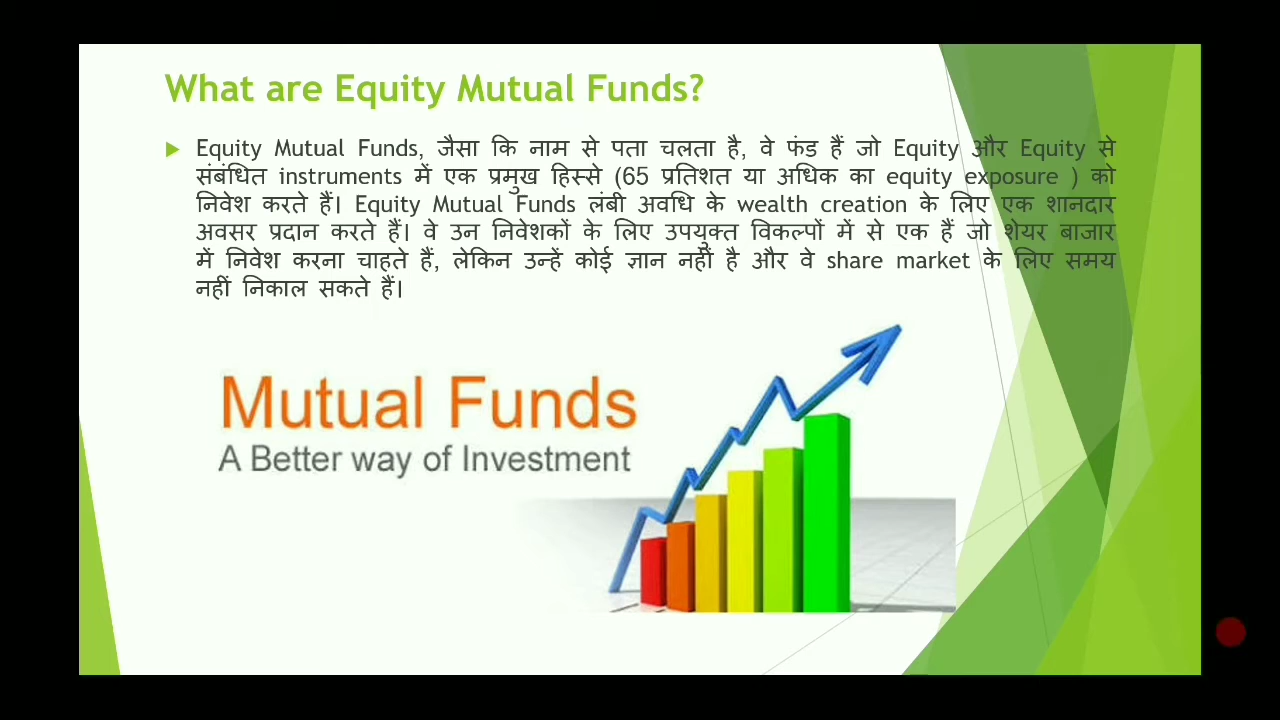 What are Equity Mutual Funds?
Equity Mutual Funds, जैसा कि नाम से पता चलता है, वे फंड हैं जो Equity और Equity से
संबंधित instruments में एक प्रमुख हिस्से (65 प्रतिशत या अधिक का equity exposure ) को
निवेश करते हैं। Equity Mutual Funds लंबी अवधि के wealth creation के लिए एक शानदार
अवसर प्रदान करते हैं। वे उन निवेशकों के लिए उपयुक्त विकल्पों में से एक हैं जो शेयर बाजार
में निवेश करना चाहते हैं, लेकिन उन्हें कोई ज्ञान नहीं है और वे share market के लिए समय
नहीं निकाल सकते हैं।
Mutual Funds
A Better way of Investment